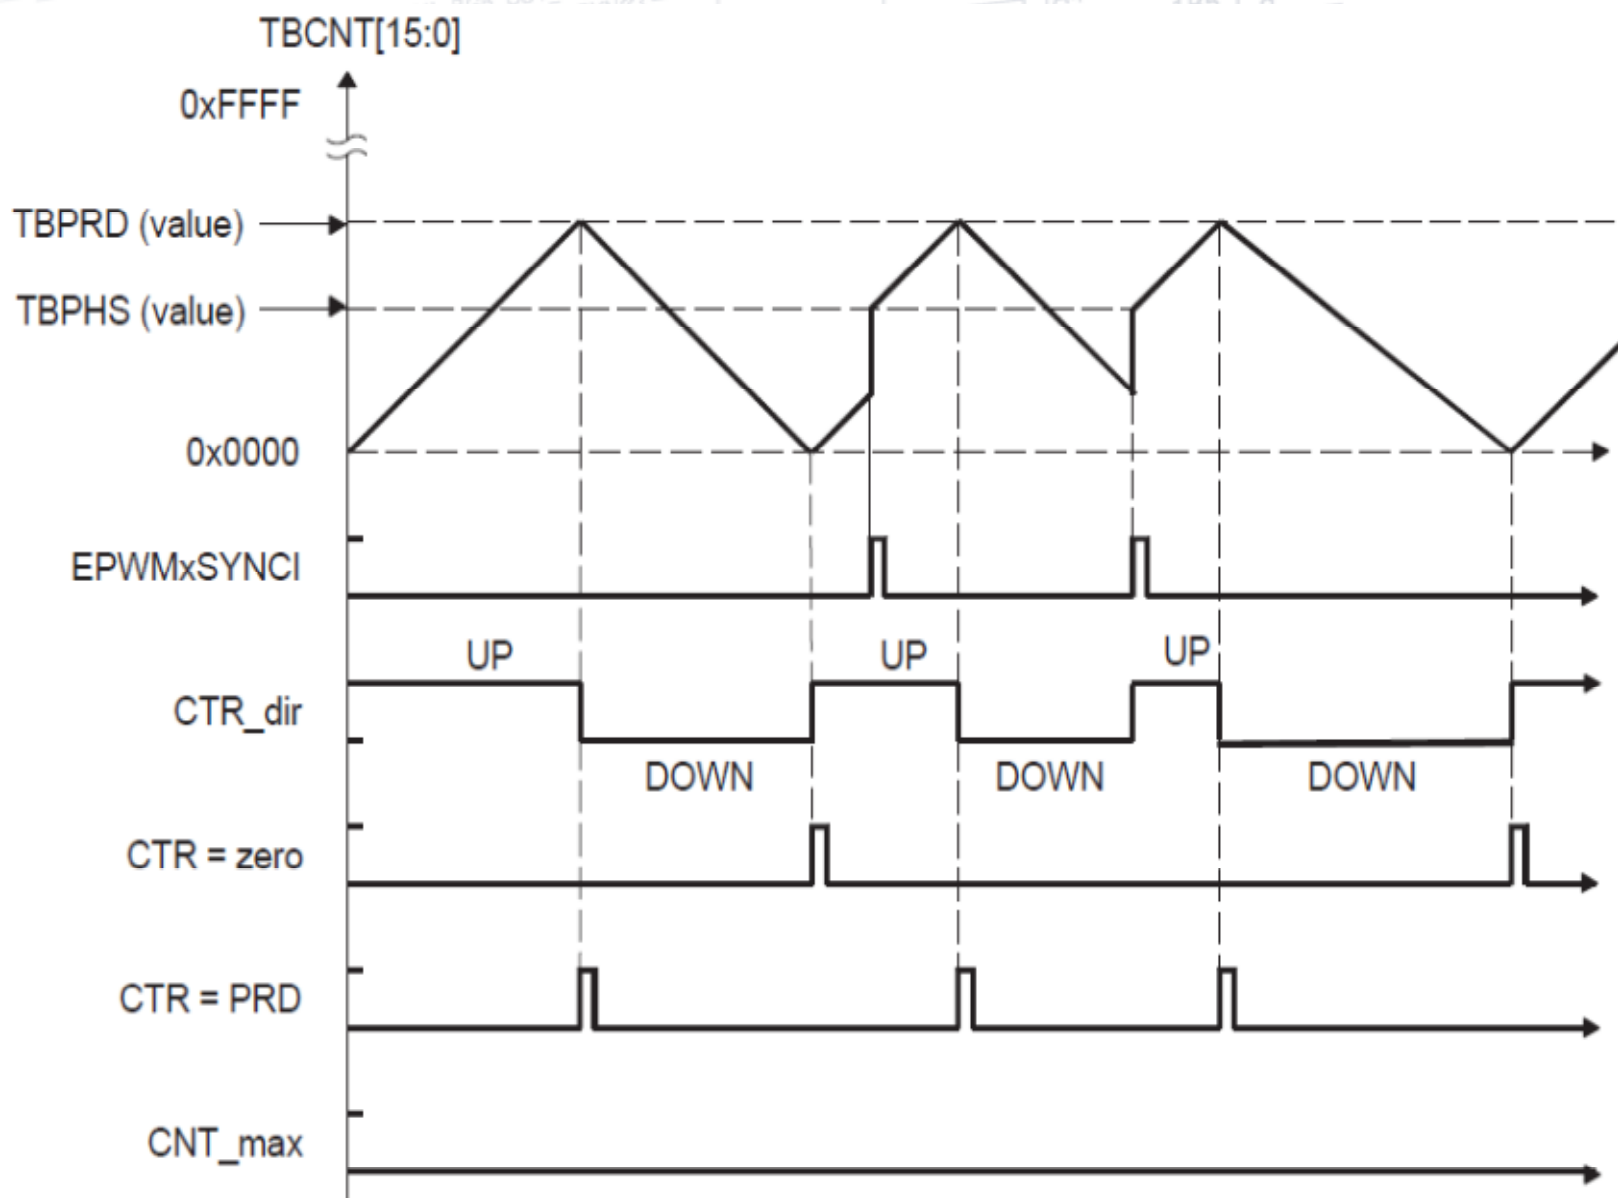 TBCNT[15:0]
0xFFFF
TBPRD (value)
TBPHS (value)
0x0000
EPWMxSYNCI
UP UP UP
CTR_dir
DOWN DOWN DOWN
CTR = zero
CTR = PRD
CNT_max